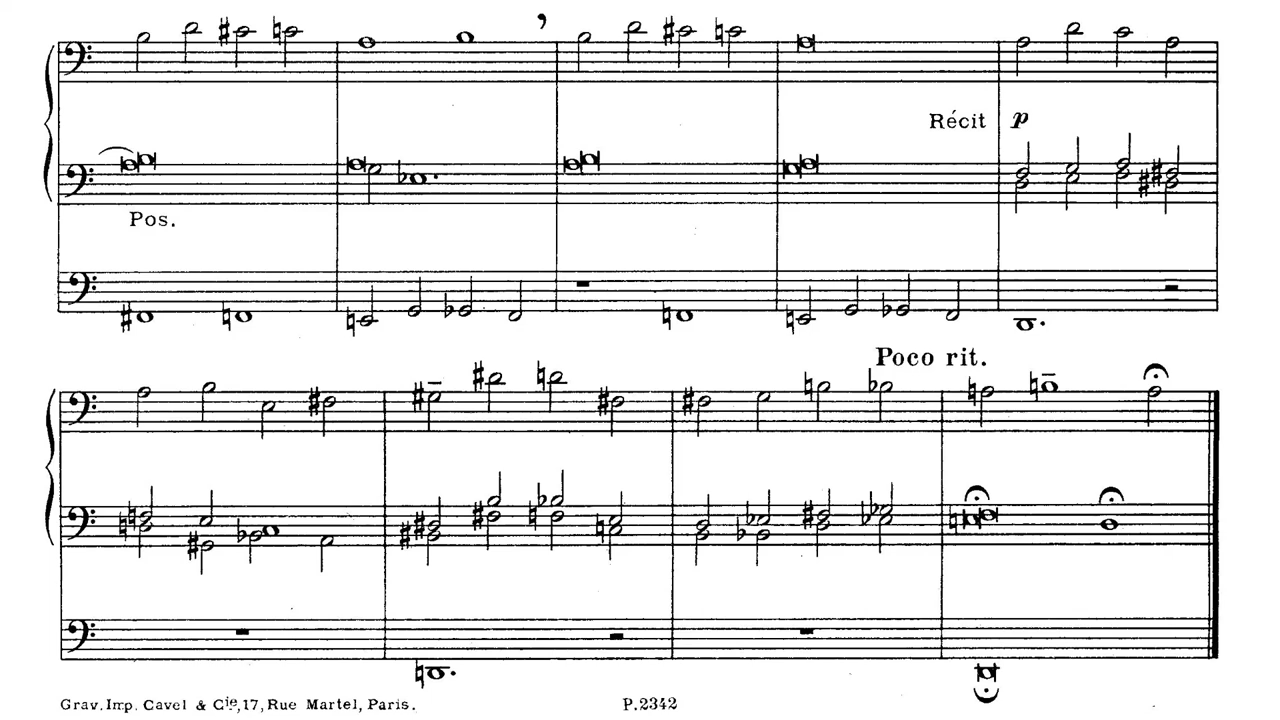 Récit p
Pos.
Poco rit.
Grav. Imp. Cavel & Cie, 17, Rue Martel, Paris.
P. 2342